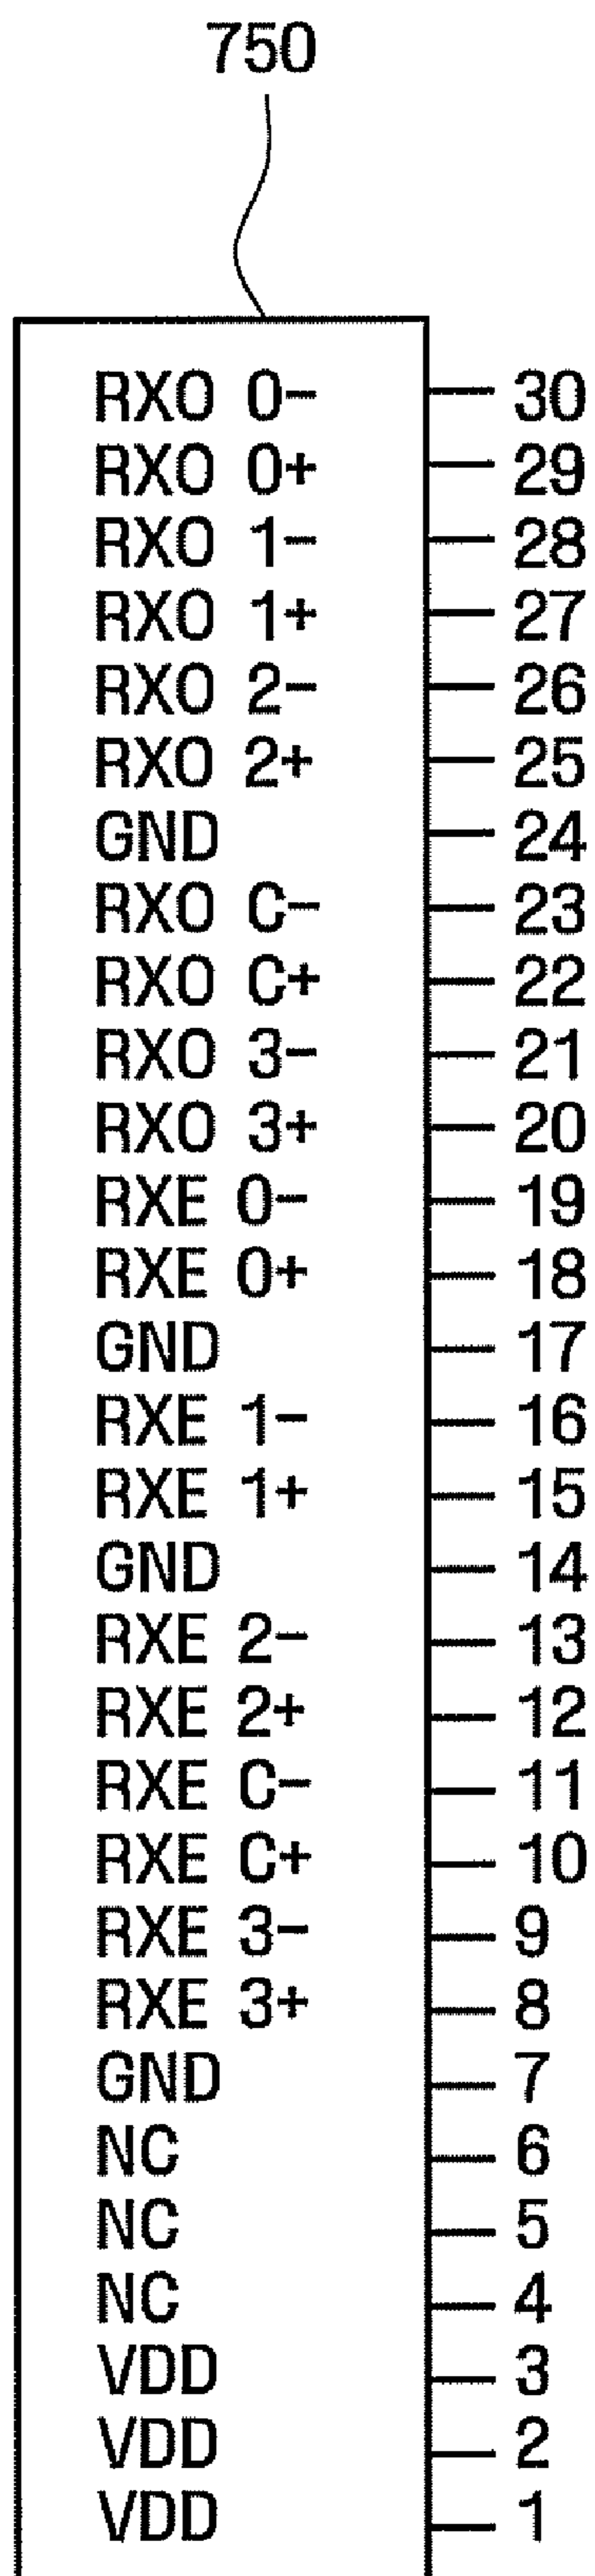 750
RXO 0- 30
RXO 0+ 29
RXO 1- 28
RXO 1+ 27
RXO 2- 26
RXO 2+ 25
GND 24
RXO C- 23
RXO C+ 22
RXO 3- 21
RXO 3+ 20
RXE 0- 19
RXE 0+ 18
GND 17
RXE 1- 16
RXE 1+ 15
GND 14
RXE 2- 13
RXE 2+ 12
RXE C- 11
RXE C+ 10
RXE 3- 9
RXE 3+ 8
GND 7
NC 6
NC 5
NC 4
VDD 3
VDD 2
VDD 1